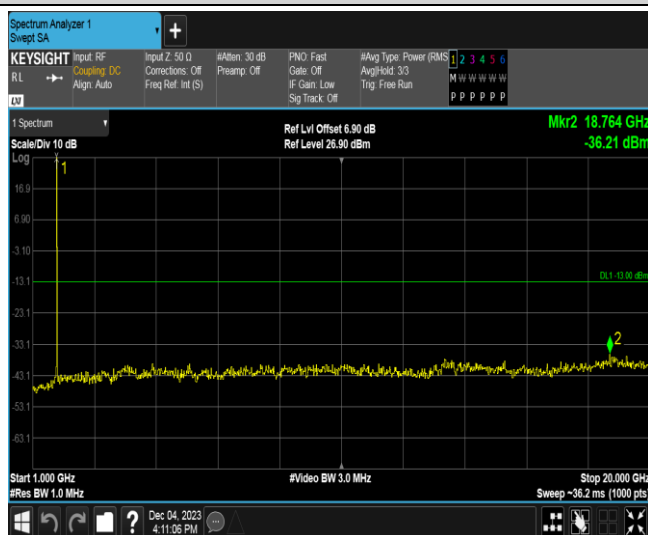 Spectrum Analyzer 1
Swept SA
+
KEYSIGHT
RL
LXI
Input: RF
Coupling: DC
Align: Auto
Input Z: 50 Ω
Corrections: Off
Freq Ref: Int (S)
#Atten: 30 dB
Preamp: Off
PNO: Fast
Gate: Off
IF Gain: Low
Sig Track: Off
#Avg Type: Power (RMS
Avg|Hold: 3/3
Trig: Free Run
1 2 3 4 5 6
M W W W W W
P P P P P P
1 Spectrum
Scale/Div 10 dB
Log
Ref Lvl Offset 6.90 dB
Ref Level 26.90 dBm
Mkr2 18.764 GHz
-36.21 dBm
1
16.9
6.90
-3.10
-13.1
DL1 -13.00 dBm
-23.1
-33.1
2
-43.1
-53.1
-63.1
Start 1.000 GHz
#Res BW 1.0 MHz
#Video BW 3.0 MHz
Stop 20.000 GHz
Sweep ~36.2 ms (1000 pts)
?
Dec 04, 2023
4:11:06 PM